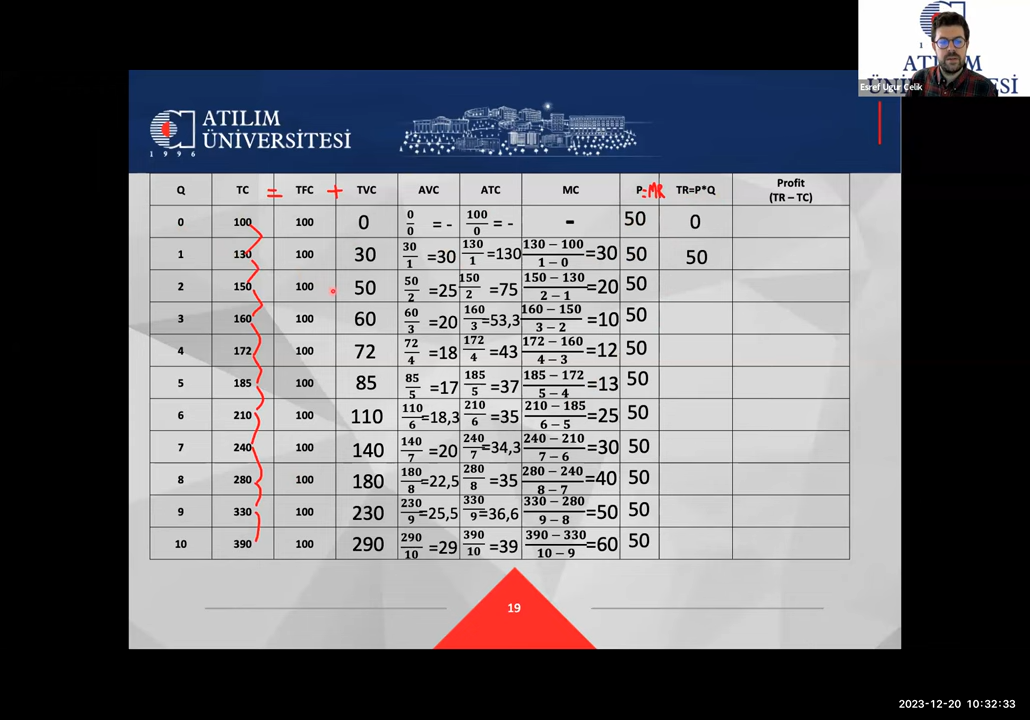 ATILIM
ÜNİVERSİTESİ
Esref Ugur Celik
ATILIM
ÜNİVERSİTESİ
1 9 9 6
Q TC = TFC + TVC AVC ATC MC P=MR TR=P*Q Profit (TR – TC)
0 100 100 0 0/0 = - 100/0 = - - 50 0
1 130 100 30 30/1 =30 130/1 =130 130 − 100/1 − 0 =30 50 50
2 150 100 50 50/2 =25 150/2 =75 150 − 130/2 − 1 =20 50
3 160 100 60 60/3 =20 160/3 =53,3 160 − 150/3 − 2 =10 50
4 172 100 72 72/4 =18 172/4 =43 172 − 160/4 − 3 =12 50
5 185 100 85 85/5 =17 185/5 =37 185 − 172/5 − 4 =13 50
6 210 100 110 110/6 =18,3 210/6 =35 210 − 185/6 − 5 =25 50
7 240 100 140 140/7 =20 240/7 =34,3 240 − 210/7 − 6 =30 50
8 280 100 180 180/8 =22,5 280/8 =35 280 − 240/8 − 7 =40 50
9 330 100 230 230/9 =25,5 330/9 =36,6 330 − 280/9 − 8 =50 50
10 390 100 290 290/10 =29 390/10 =39 390 − 330/10 − 9 =60 50
19
2023-12-20 10:32:33